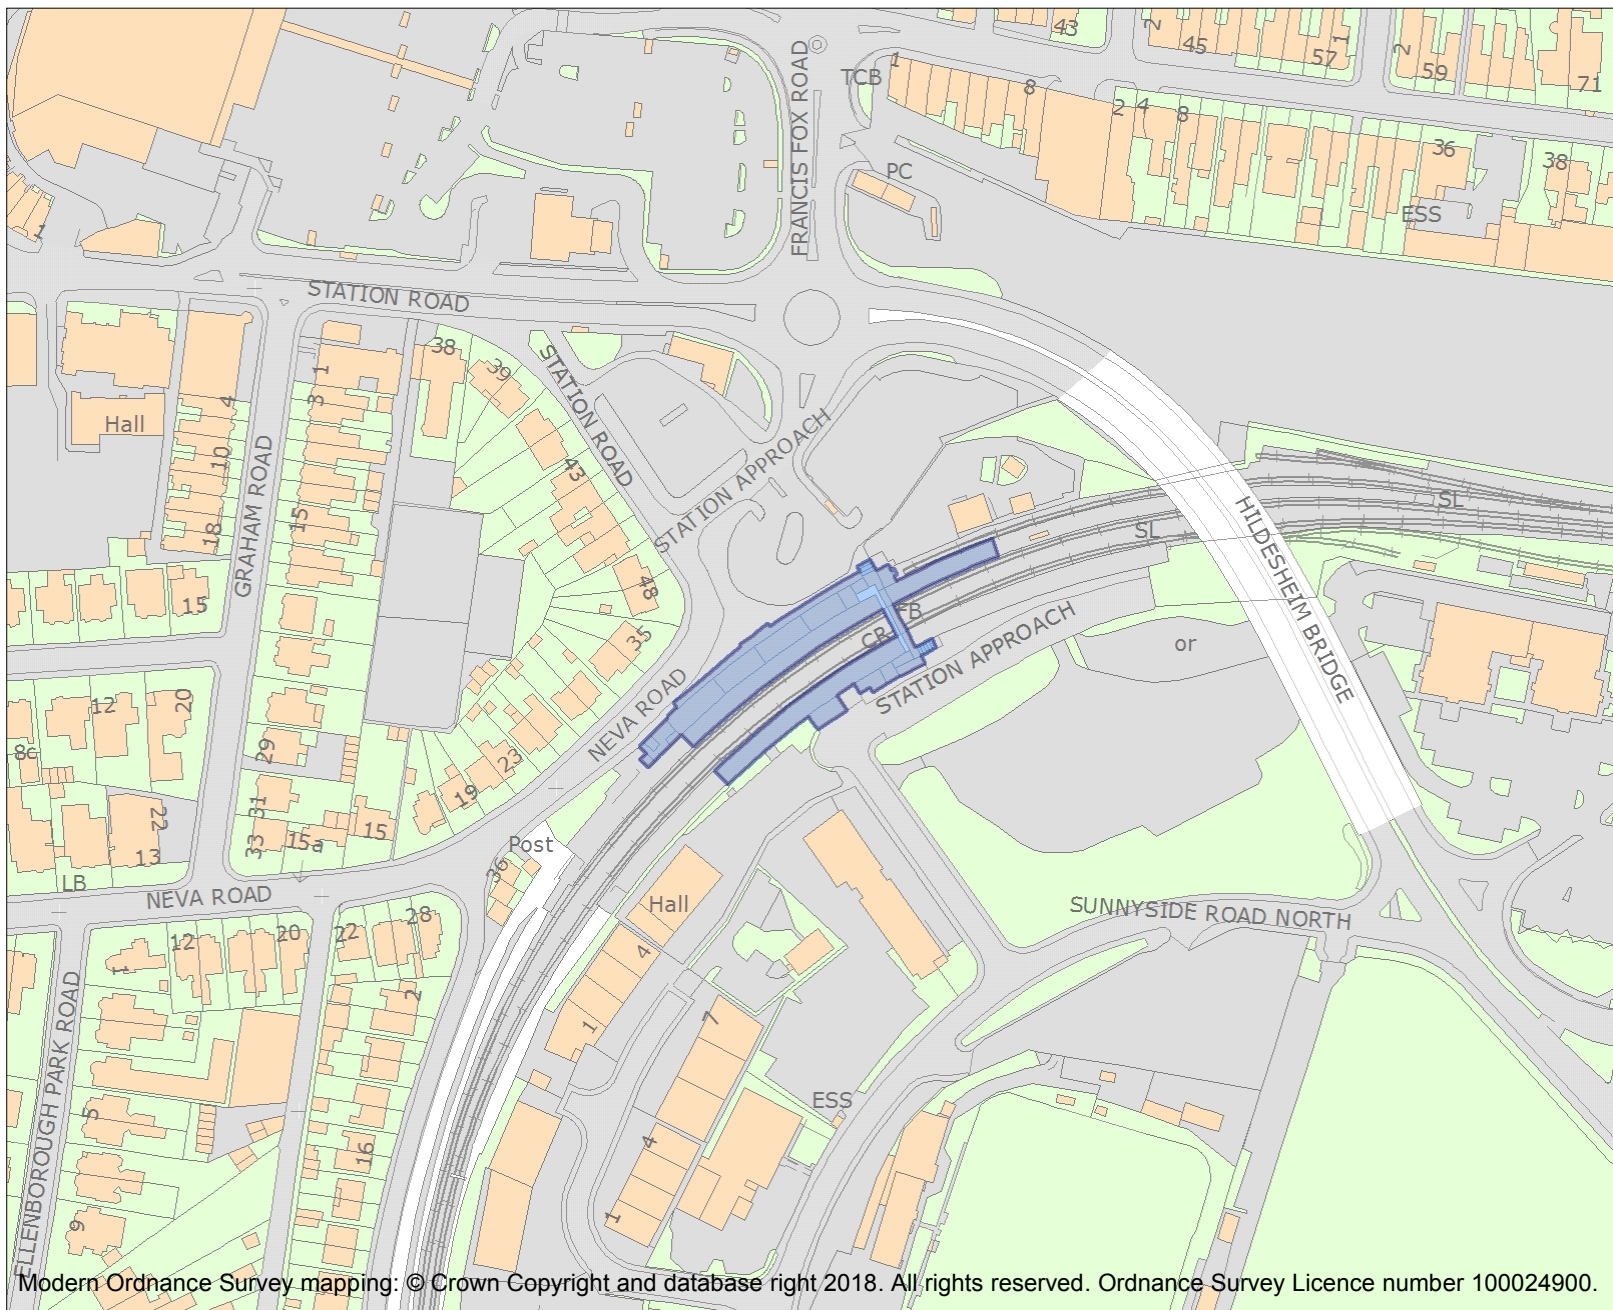 43
2
45
57
1
2
59
71
TCB
1
8
2
4
8
36
38
FRANCIS FOX ROAD
PC
ESS
1
STATION ROAD
38
39
1
3
4
Hall
10
GRAHAM ROAD
15
18
STATION ROAD
43
STATION APPROACH
SL
SL
HILDESHEIM BRIDGE
15
48
35
FB
CR
STATION APPROACH
or
12
20
8c
29
NEVA ROAD
23
19
31
33
15a
15
22
13
LB
NEVA ROAD
Post
36
Hall
4
SUNNYSIDE ROAD NORTH
12
20
22
28
1
2
1
7
ELLENBOROUGH PARK ROAD
5
16
4
ESS
9
1
Modern Ordnance Survey mapping: © Crown Copyright and database right 2018. All rights reserved. Ordnance Survey Licence number 100024900.